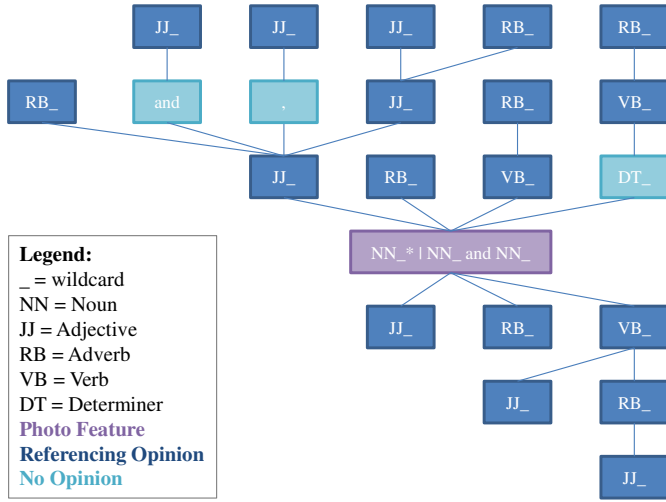 JJ_ JJ_ JJ_ RB_ RB_
RB_ and , JJ_ RB_ VB_
JJ_ RB_ VB_ DT_
NN_* | NN_ and NN_
Legend:
_ = wildcard
NN = Noun
JJ = Adjective
RB = Adverb
VB = Verb
DT = Determiner
Photo Feature
Referencing Opinion
No Opinion
JJ_ RB_ VB_
JJ_ RB_
JJ_